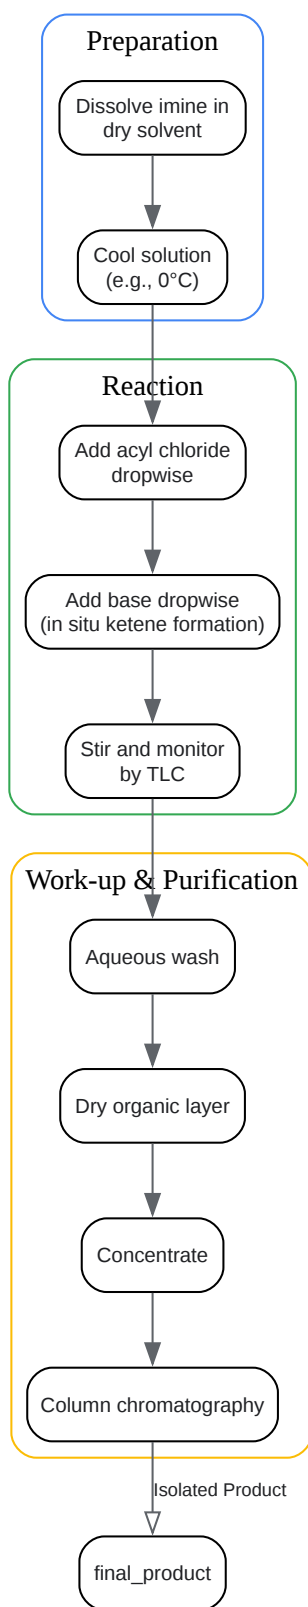 Preparation
Dissolve imine in
dry solvent
Cool solution
(e.g., 0°C)
Reaction
Add acyl chloride
dropwise
Add base dropwise
(in situ ketene formation)
Stir and monitor
by TLC
Work-up & Purification
Aqueous wash
Dry organic layer
Concentrate
Column chromatography
Isolated Product
final_product